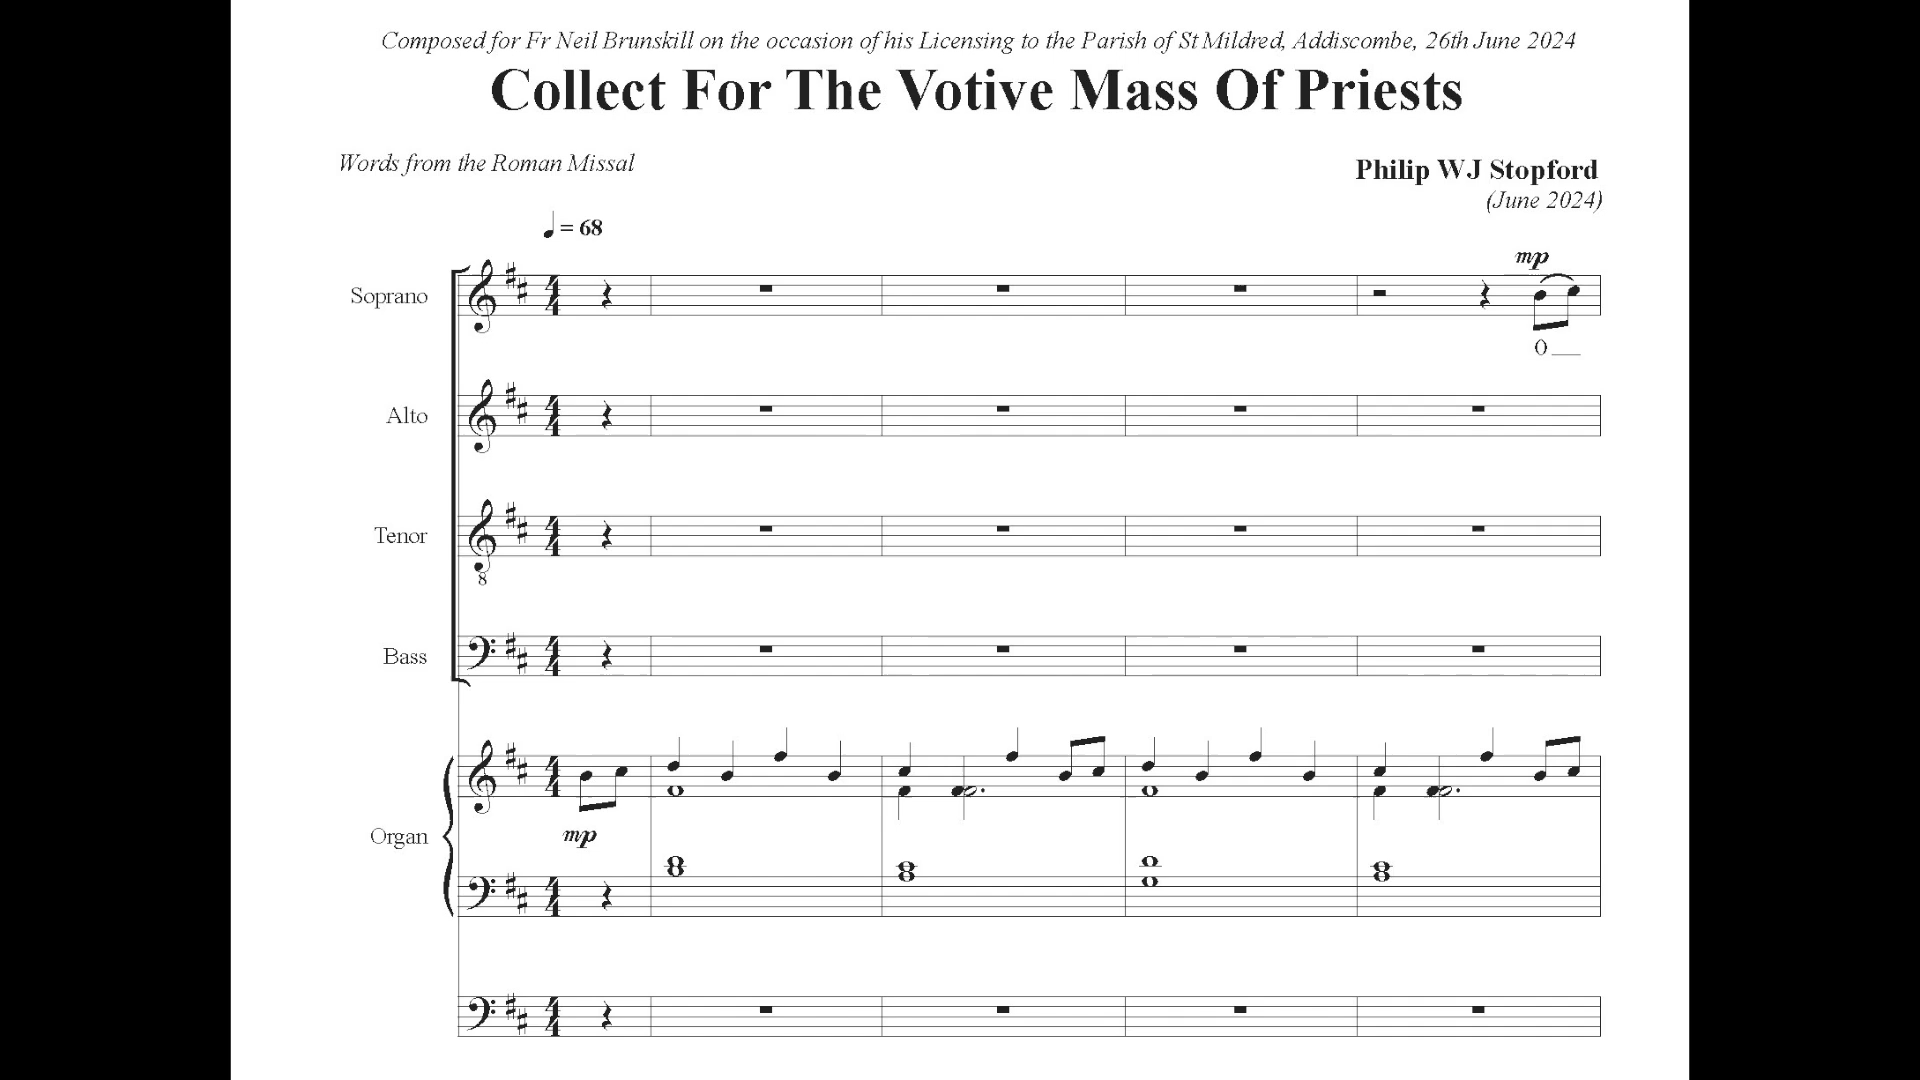 Composed for Fr Neil Brunskill on the occasion of his Licensing to the Parish of St Mildred, Addiscombe, 26th June 2024
Collect For The Votive Mass Of Priests
Words from the Roman Missal
Philip WJ Stopford
(June 2024)
= 68
mp
Soprano
O
Alto
Tenor
8
Bass
mp
Organ